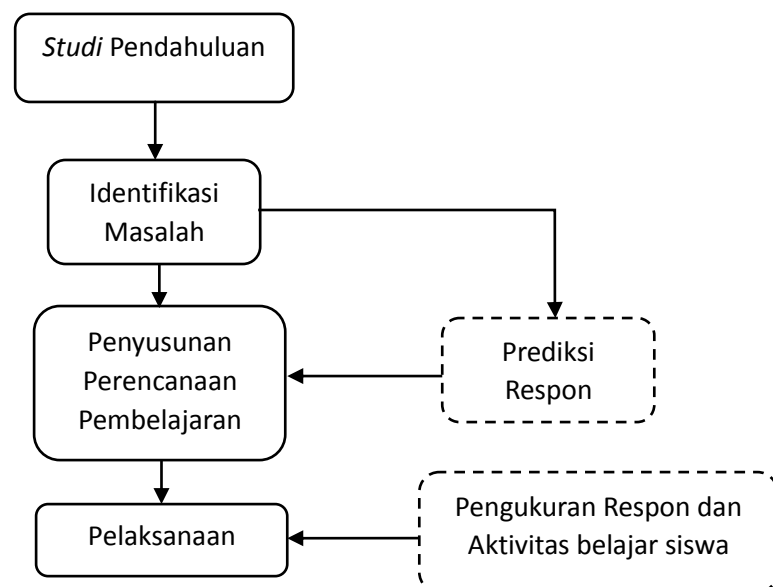 Studi Pendahuluan
Identifikasi
Masalah
Penyusunan
Perencanaan
Pembelajaran
Prediksi
Respon
Pelaksanaan
Pengukuran Respon dan
Aktivitas belajar siswa